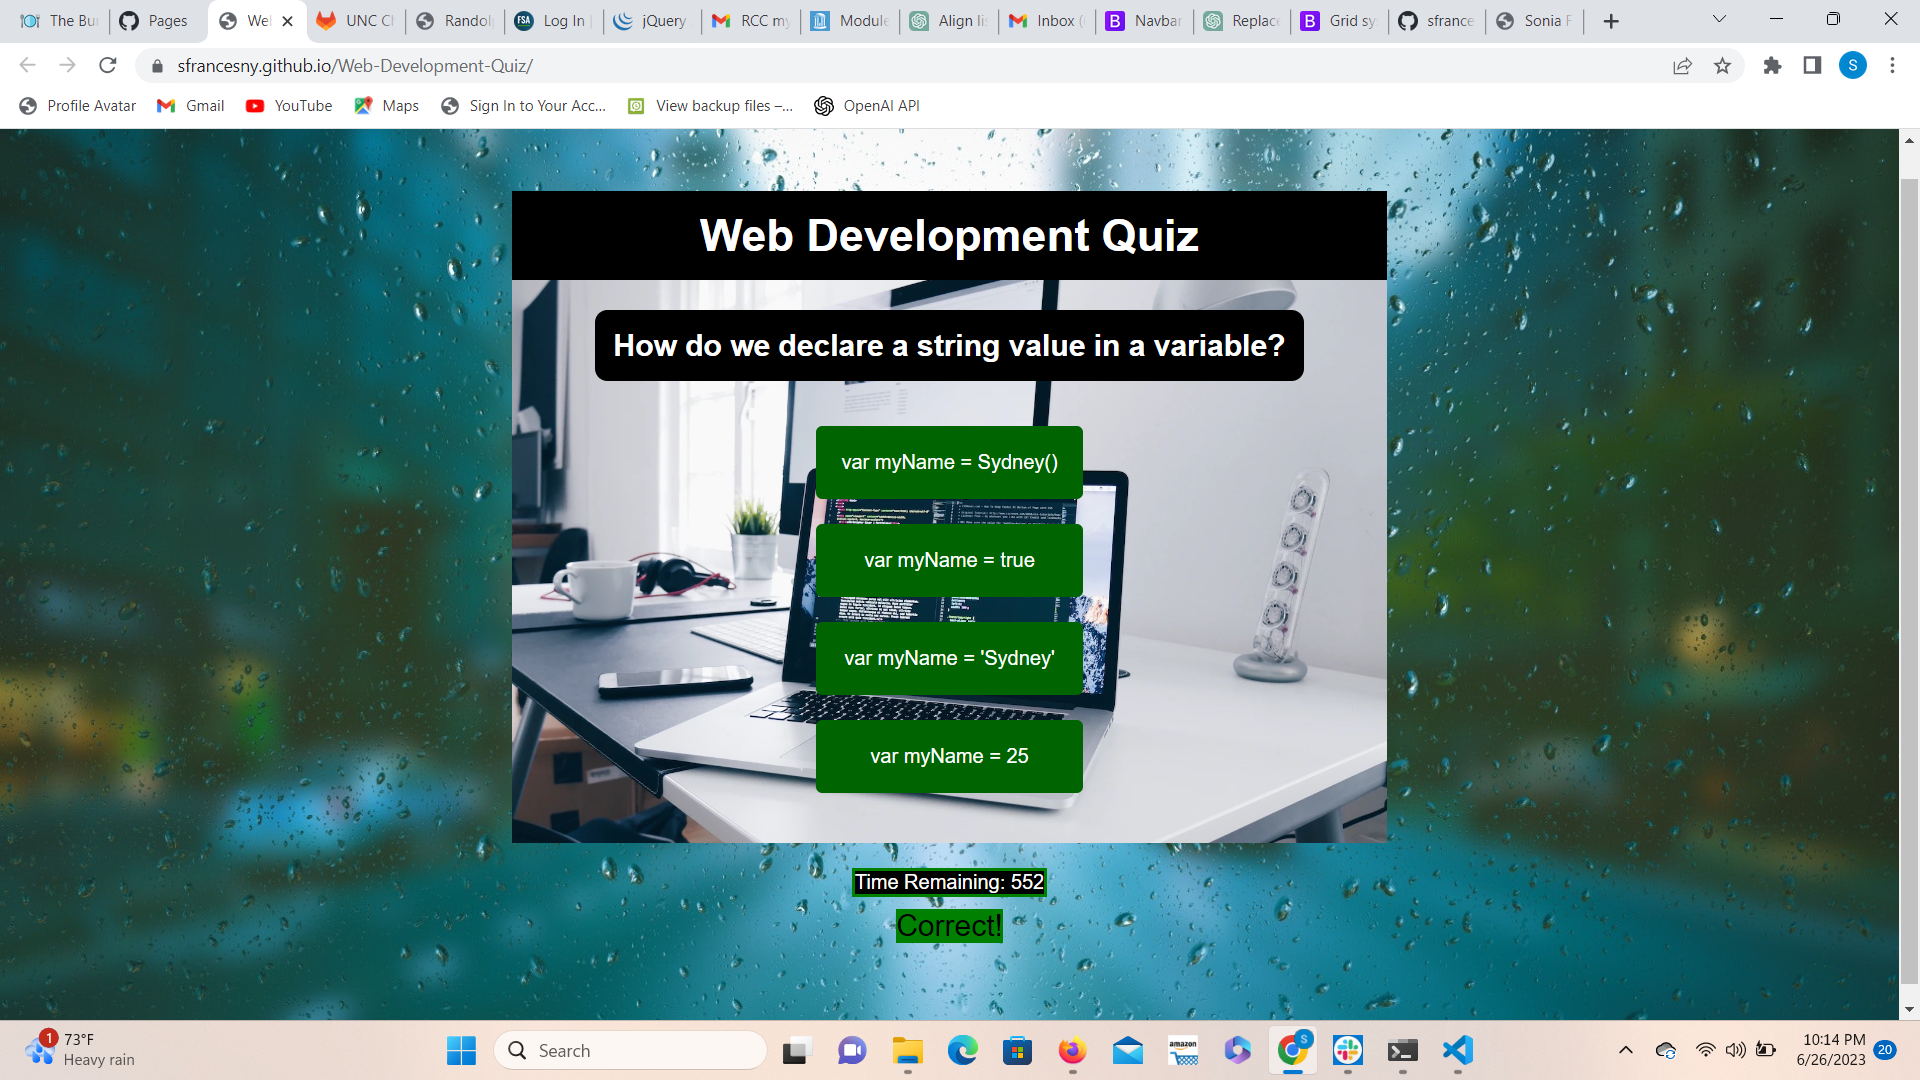 The Bu
Pages
We
UNC C
Rando
Log In
jQuery
RCC my
Module
Align lis
Inbox (
Navbar
Replac
Grid sy
sfrance
Sonia F
sfrancesny.github.io/Web-Development-Quiz/
S
Profile Avatar
Gmail
YouTube
Maps
Sign In to Your Acc...
View backup files –...
OpenAI API
Web Development Quiz
How do we declare a string value in a variable?
var myName = Sydney()
var myName = true
var myName = 'Sydney'
var myName = 25
Time Remaining: 552
Correct!
1
73°F
Heavy rain
Search
amazon
S
10:14 PM
6/26/2023
20